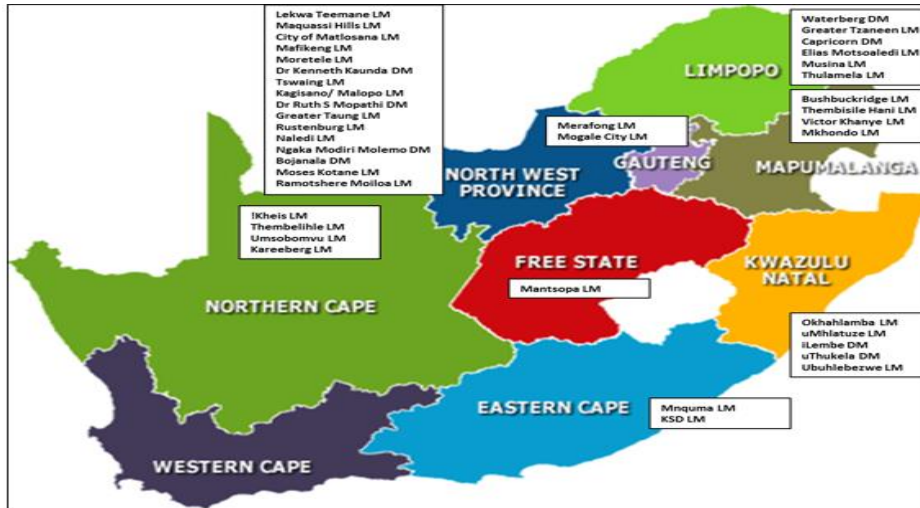 Lekwa Teemane LM
Maquassi Hills LM
City of Matlosana LM
Mafikeng LM
Moretele LM
Dr Kenneth Kaunda DM
Tswaing LM
Kagisano/ Malopo LM
Dr Ruth S Mopathi DM
Greater Taung LM
Rustenburg LM
Naledi LM
Ngaka Modiri Molemo DM
Bojanala DM
Moses Kotane LM
Ramotshere Moiloa LM
Waterberg DM
Greater Tzaneen LM
Capricorn DM
Elias Motsoaledi LM
Musina LM
Thulamela LM
LIMPOPO
Bushbuckridge LM
Thembisile Hani LM
Victor Khanye LM
Mkhondo LM
Merafong LM
Mogale City LM
GAUTENG
MAPUMALANGA
NORTH WEST
PROVINCE
!Kheis LM
Thembelihle LM
Umsobomvu LM
Kareeberg LM
FREE STATE
Mantsopa LM
KWAZULU
NATAL
NORTHERN CAPE
Okhahlamba LM
uMhlatuze LM
iLembe DM
uThukela DM
Ubuhlebezwe LM
EASTERN CAPE
Mnquma LM
KSD LM
WESTERN CAPE